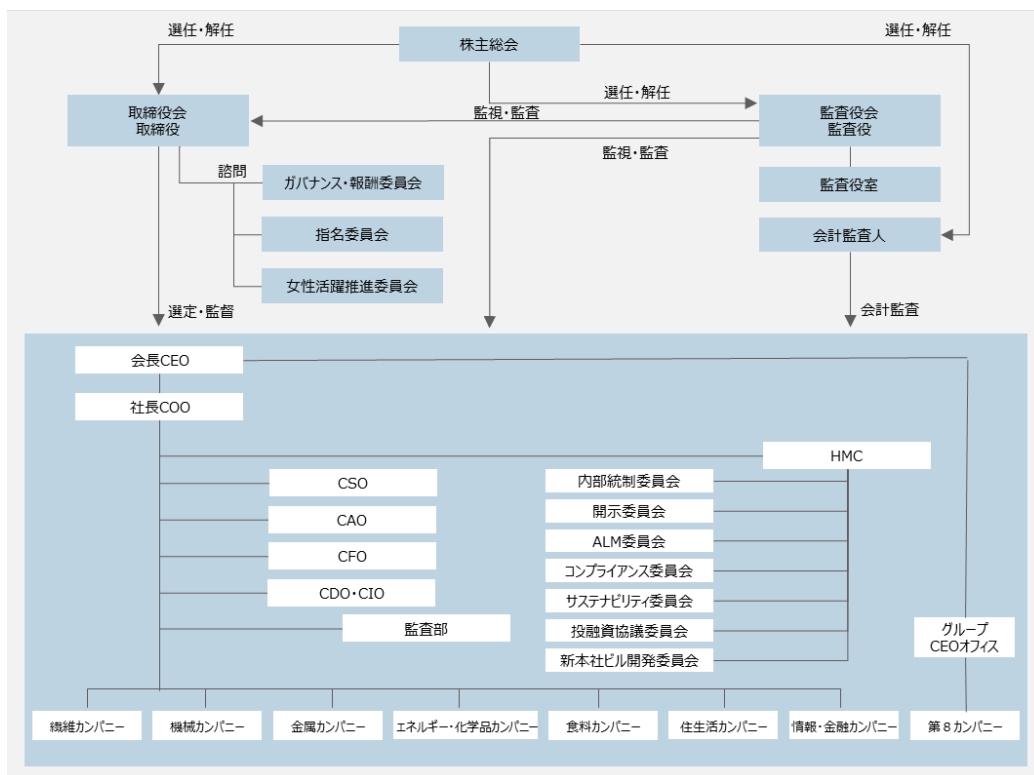 選任・解任
株主総会
選任・解任
取締役会
取締役
監視・監査
選任・解任
監査役会
監査役
監視・監査
諮問
ガバナンス・報酬委員会
監査役室
指名委員会
会計監査人
女性活躍推進委員会
選定・監督
会計監査
会長CEO
社長COO
HMC
CSO
内部統制委員会
CAO
開示委員会
ALM委員会
CFO
コンプライアンス委員会
CDO・CIO
サステナビリティ委員会
監査部
投融資協議委員会
グループ
CEOオフィス
新本社ビル開発委員会
繊維カンパニー
機械カンパニー
金属カンパニー
エネルギー・化学品カンパニー
食料カンパニー
住生活カンパニー
情報・金融カンパニー
第8カンパニー